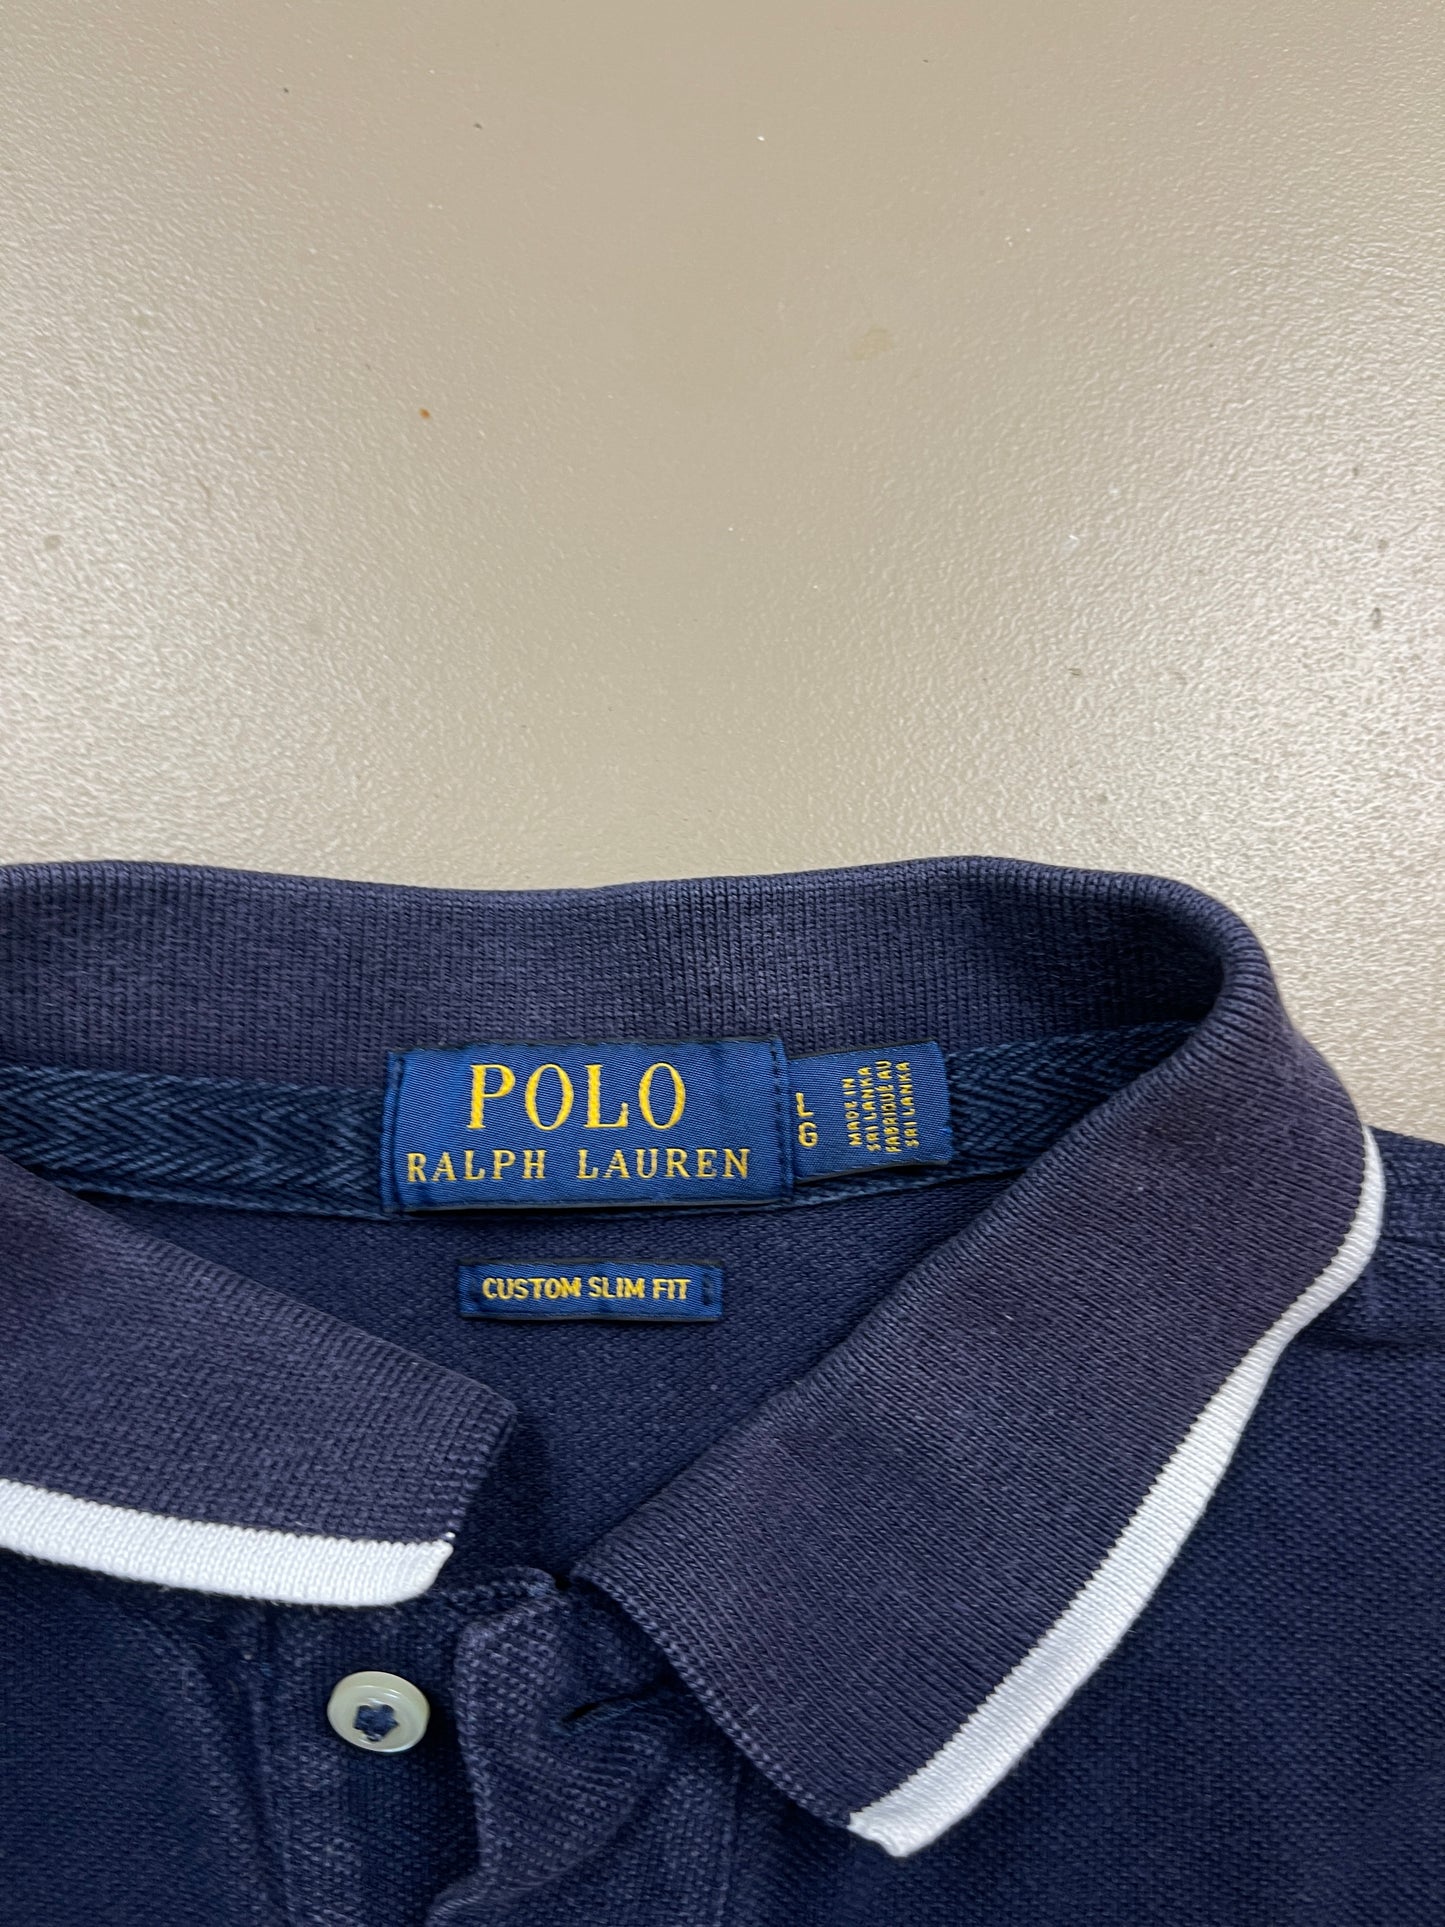 POLO
RALPH LAUREN
L
G
MADE IN
SRI LANKA
FABRIQUÉ AU
SRI LANKA
CUSTOM SLIM FIT